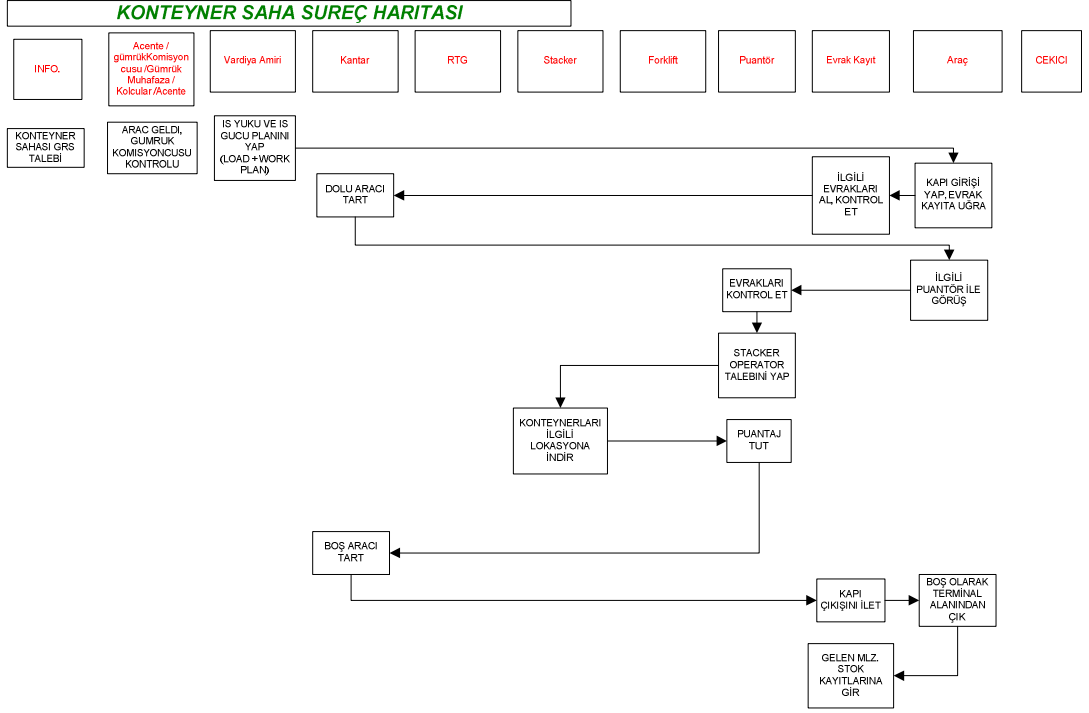 KONTEYNER SAHA SUREÇ HARITASI
INFO.
Acente /
gümrükKomisyon
cusu /Gümrük
Muhafaza /
Kolcular /Acente
Vardiya Amiri
Kantar
RTG
Stacker
Forklift
Puantör
Evrak Kayıt
Araç
CEKICI
KONTEYNER
SAHASI GRS
TALEBİ
ARAC GELDI,
GUMRUK
KOMISYONCUSU
KONTROLU
IS YUKU VE IS
GUCU PLANINI
YAP
(LOAD +WORK
PLAN)
KAPI GİRİŞİ
YAP, EVRAK
KAYITA UĞRA
İLGİLİ
EVRAKLARI
AL, KONTROL
ET
DOLU ARACI
TART
İLGİLİ
PUANTÖR İLE
GÖRÜŞ
EVRAKLARI
KONTROL ET
STACKER
OPERATOR
TALEBİNİ YAP
KONTEYNERLARI
İLGİLİ
LOKASYONA
İNDİR
PUANTAJ
TUT
BOŞ ARACI
TART
KAPI
ÇIKIŞINI İLET
BOŞ OLARAK
TERMİNAL
ALANINDAN
ÇIK
GELEN MLZ.
STOK
KAYITLARINA
GİR